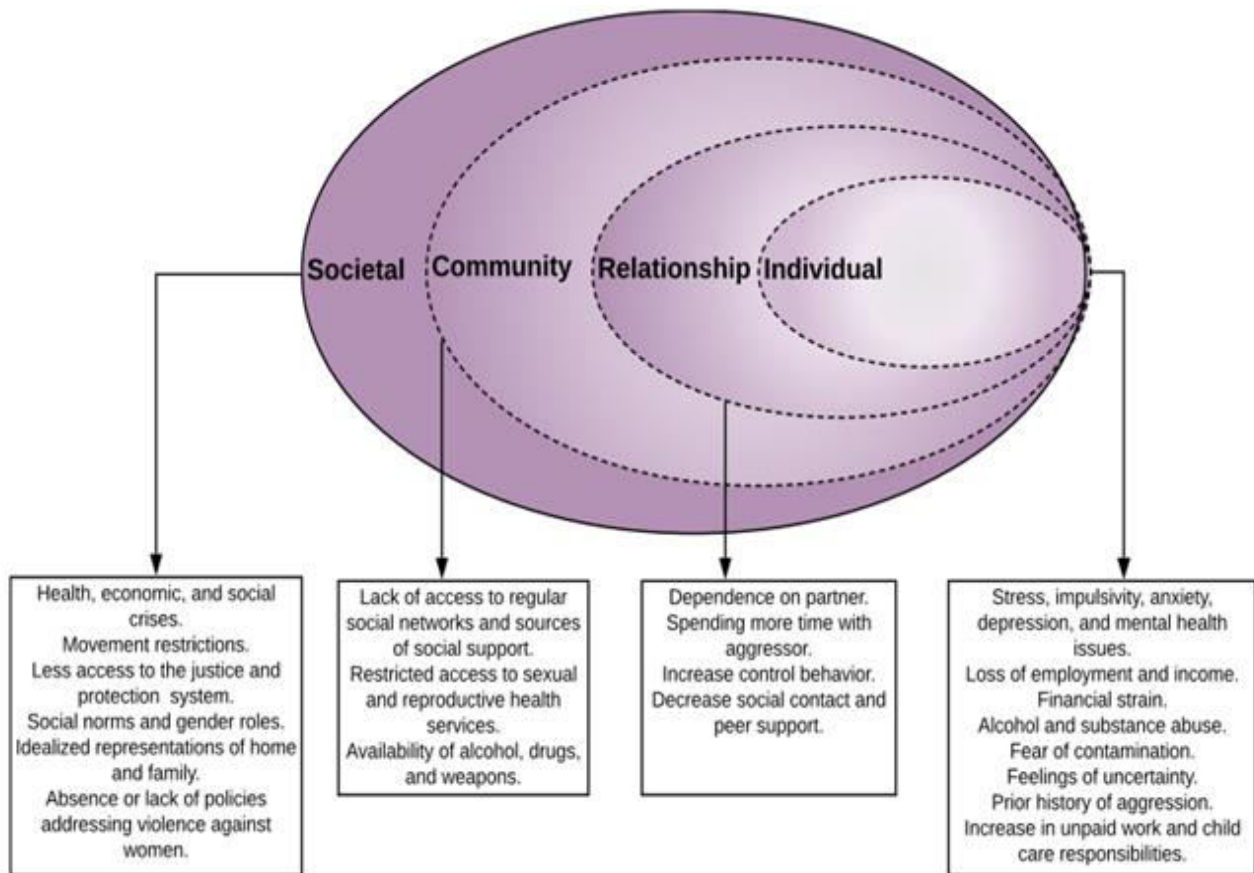 Societal
Community
Relationship
Individual
Health, economic, and social
crises.
Movement restrictions.
Less access to the justice and
protection system.
Social norms and gender roles.
Idealized representations of home
and family.
Absence or lack of policies
addressing violence against
women.
Lack of access to regular
social networks and sources
of social support.
Restricted access to sexual
and reproductive health
services.
Availability of alcohol, drugs,
and weapons.
Dependence on partner.
Spending more time with
aggressor.
Increase control behavior.
Decrease social contact and
peer support.
Stress, impulsivity, anxiety,
depression, and mental health
issues.
Loss of employment and income.
Financial strain.
Alcohol and substance abuse.
Fear of contamination.
Feelings of uncertainty.
Prior history of aggression.
Increase in unpaid work and child
care responsibilities.